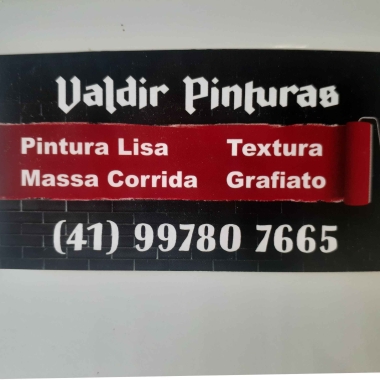 Valdir Pinturas
Pintura Lisa Textura
Massa Corrida Grafiato
(41) 99780 7665